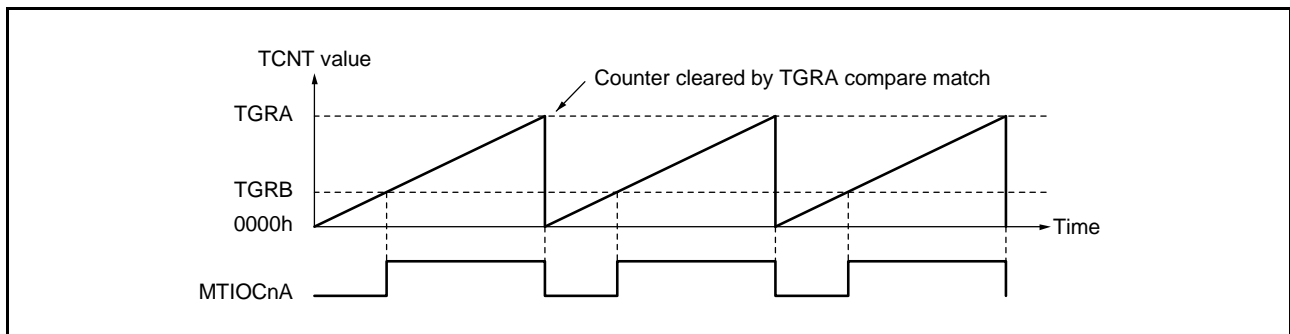 TCNT value
Counter cleared by TGRA compare match
TGRA
TGRB
0000h
Time
MTIOCnA